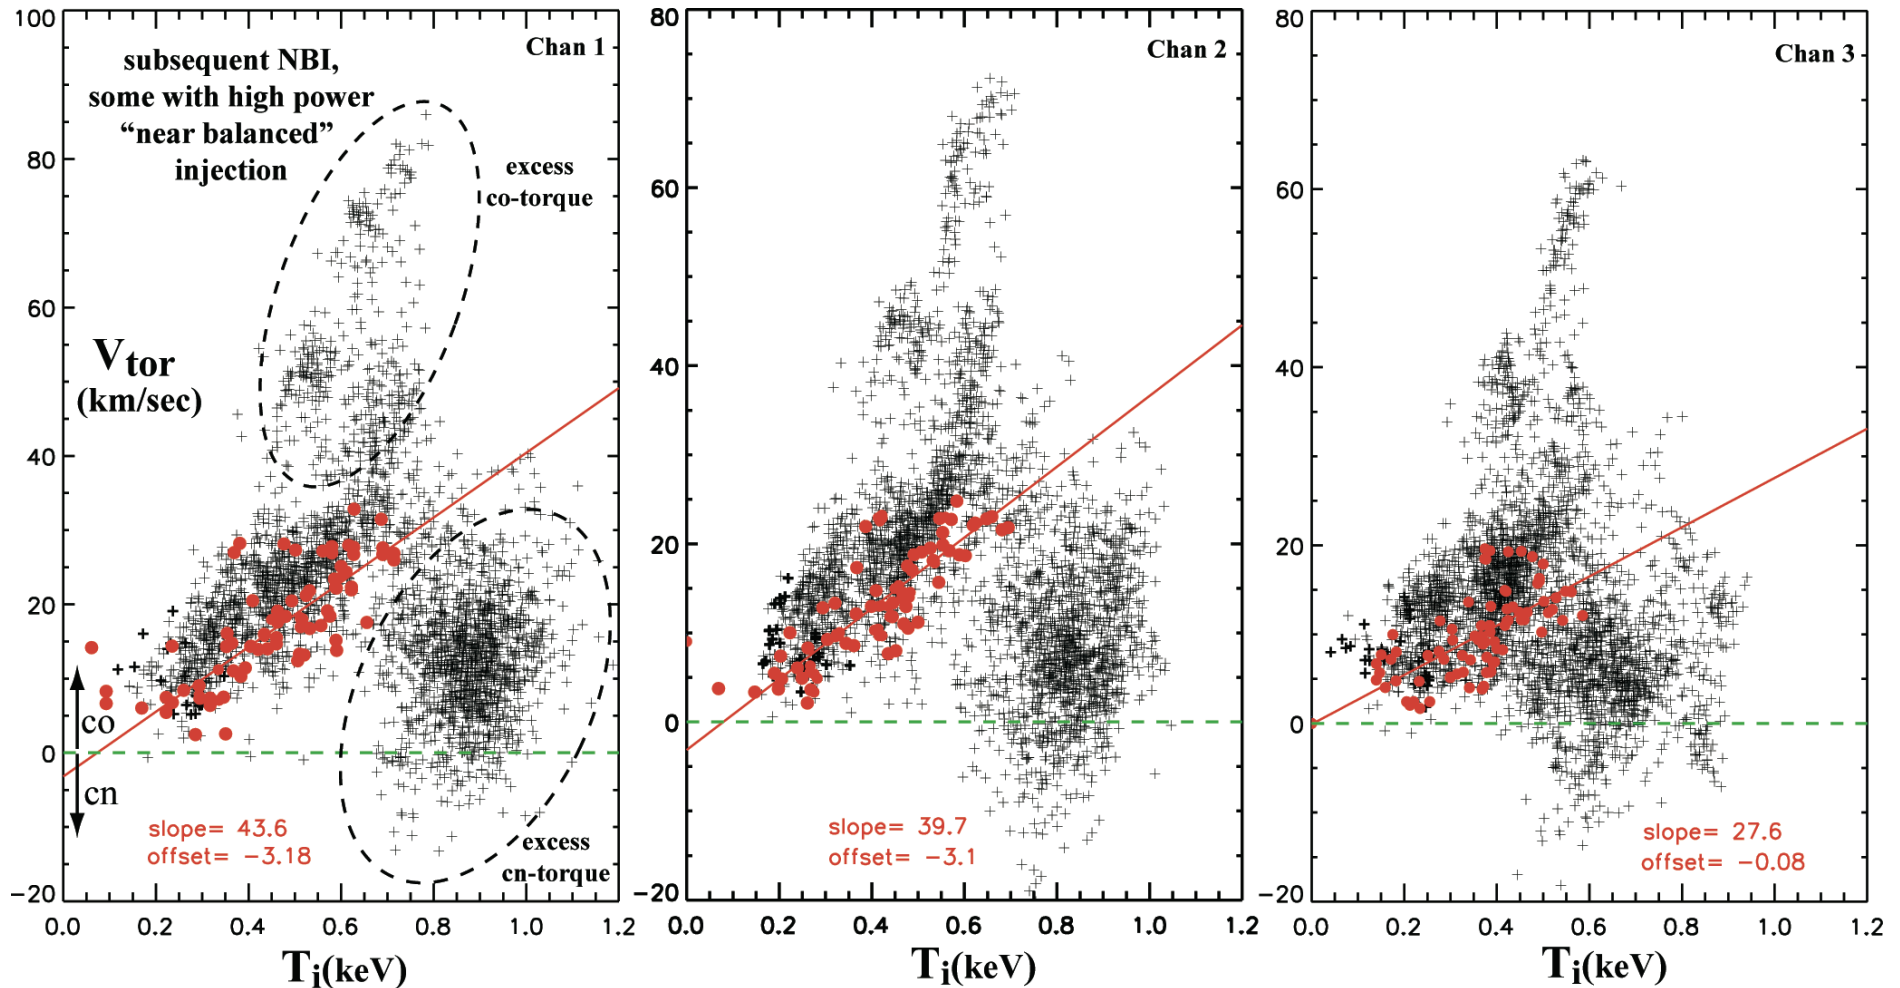 Chan 1
subsequent NBI,
some with high power
“near balanced”
injection
excess
co-torque
Vtor
(km/sec)
co
cn
slope= 43.6
offset= −3.18
excess
cn-torque
100
80
60
40
20
0
−20
0.0 0.2 0.4 0.6 0.8 1.0 1.2
Ti(keV)
Chan 2
slope= 39.7
offset= −3.1
80
60
40
20
0
−20
0.0 0.2 0.4 0.6 0.8 1.0 1.2
Ti(keV)
Chan 3
slope= 27.6
offset= −0.08
80
60
40
20
0
−20
0.0 0.2 0.4 0.6 0.8 1.0 1.2
Ti(keV)